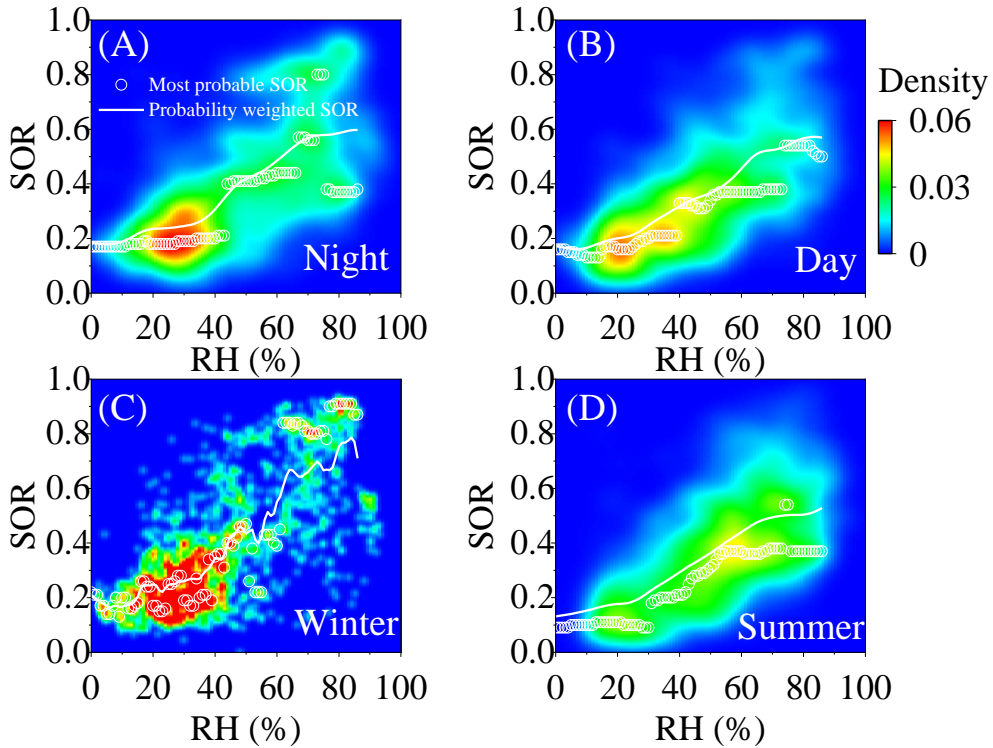 (A)
Most probable SOR
Probability weighted SOR
Night
SOR
1.0
0.8
0.6
0.4
0.2
0.0
0 20 40 60 80 100
RH (%)
(B)
Day
SOR
1.0
0.8
0.6
0.4
0.2
0.0
0 20 40 60 80 100
RH (%)
Density
0.06
0.03
0
(C)
Winter
SOR
1.0
0.8
0.6
0.4
0.2
0.0
0 20 40 60 80 100
RH (%)
(D)
Summer
SOR
1.0
0.8
0.6
0.4
0.2
0.0
0 20 40 60 80 100
RH (%)